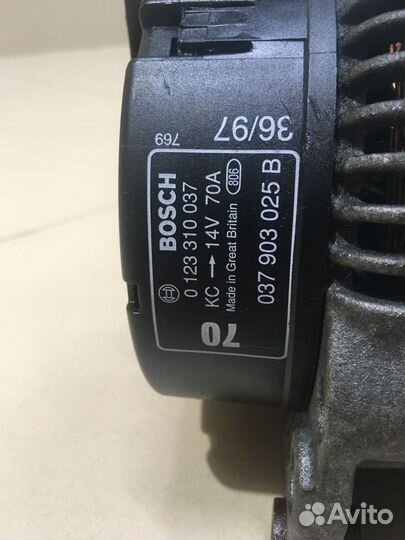 36/97
769
BOSCH
0 123 310 037
KC → 14V 70A
Made in Great Britain 806
037 903 025 B
70
Avito